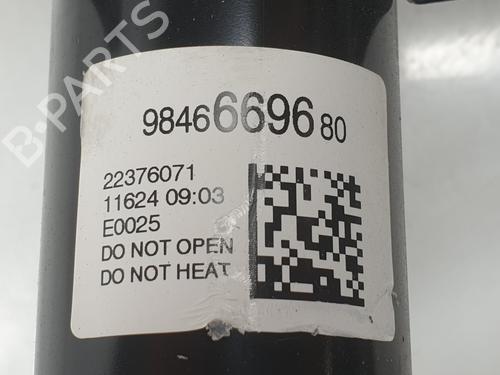 B-PARTS
9846669680
22376071
11624 09:03
E0025
DO NOT OPEN
DO NOT HEAT